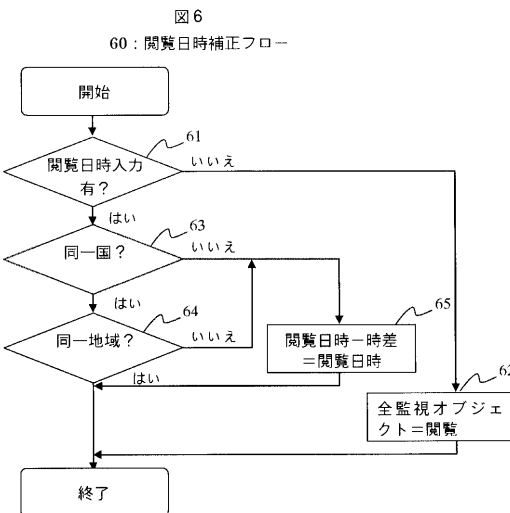 図6
60:閲覧日時補正フロー
開始
61
閲覧日時入力
有?
いいえ
はい
63
同一国?
いいえ
はい
64
同一地域?
いいえ
はい
65
閲覧日時－時差
＝閲覧日時
62
全監視オブジェ
クト＝閲覧
終了